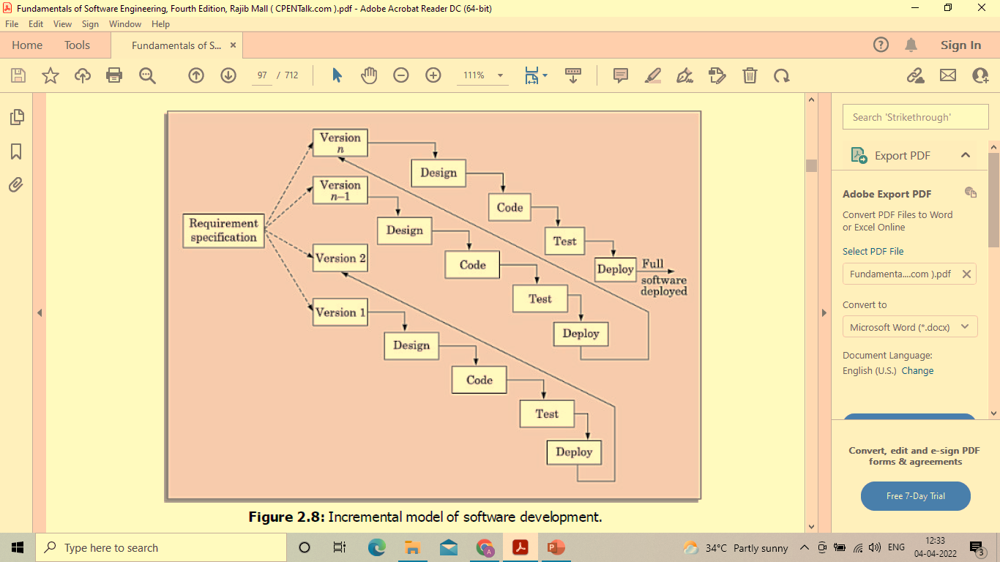 Fundamentals of Software Engineering, Fourth Edition, Rajib Mall ( CPENTalk.com ).pdf - Adobe Acrobat Reader DC (64-bit)
File Edit View Sign Window Help
Home Tools Fundamentals of S... × Sign In
97 / 712 111%
Search 'Strikethrough'
Export PDF
Adobe Export PDF
Convert PDF Files to Word
or Excel Online
Select PDF File
Fundamenta....com ).pdf
Convert to
Microsoft Word (*.docx)
Document Language:
English (U.S.) Change
Convert, edit and e-sign PDF
forms & agreements
Free 7-Day Trial
Requirement
specification
Version
n
Design
Code
Test
Deploy
Full
software
deployed
Version
n–1
Design
Code
Test
Deploy
Version 2
Version 1
Design
Code
Test
Deploy
Figure 2.8: Incremental model of software development.
Type here to search
34°C Partly sunny
ENG
12:33
04-04-2022
3